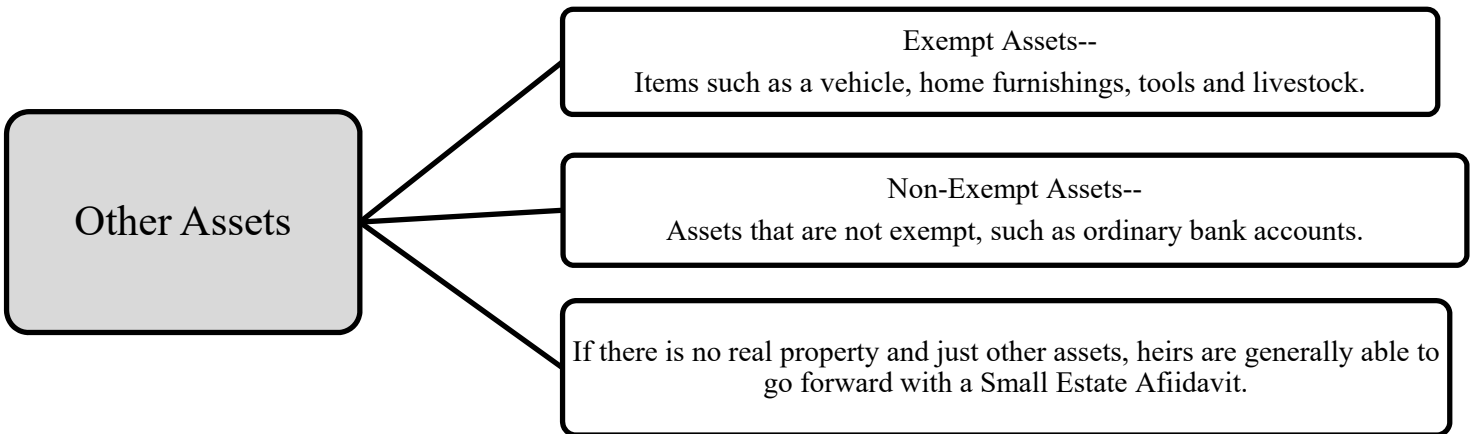 Other Assets
Exempt Assets--
Items such as a vehicle, home furnishings, tools and livestock.
Non-Exempt Assets--
Assets that are not exempt, such as ordinary bank accounts.
If there is no real property and just other assets, heirs are generally able to
go forward with a Small Estate Afiidavit.